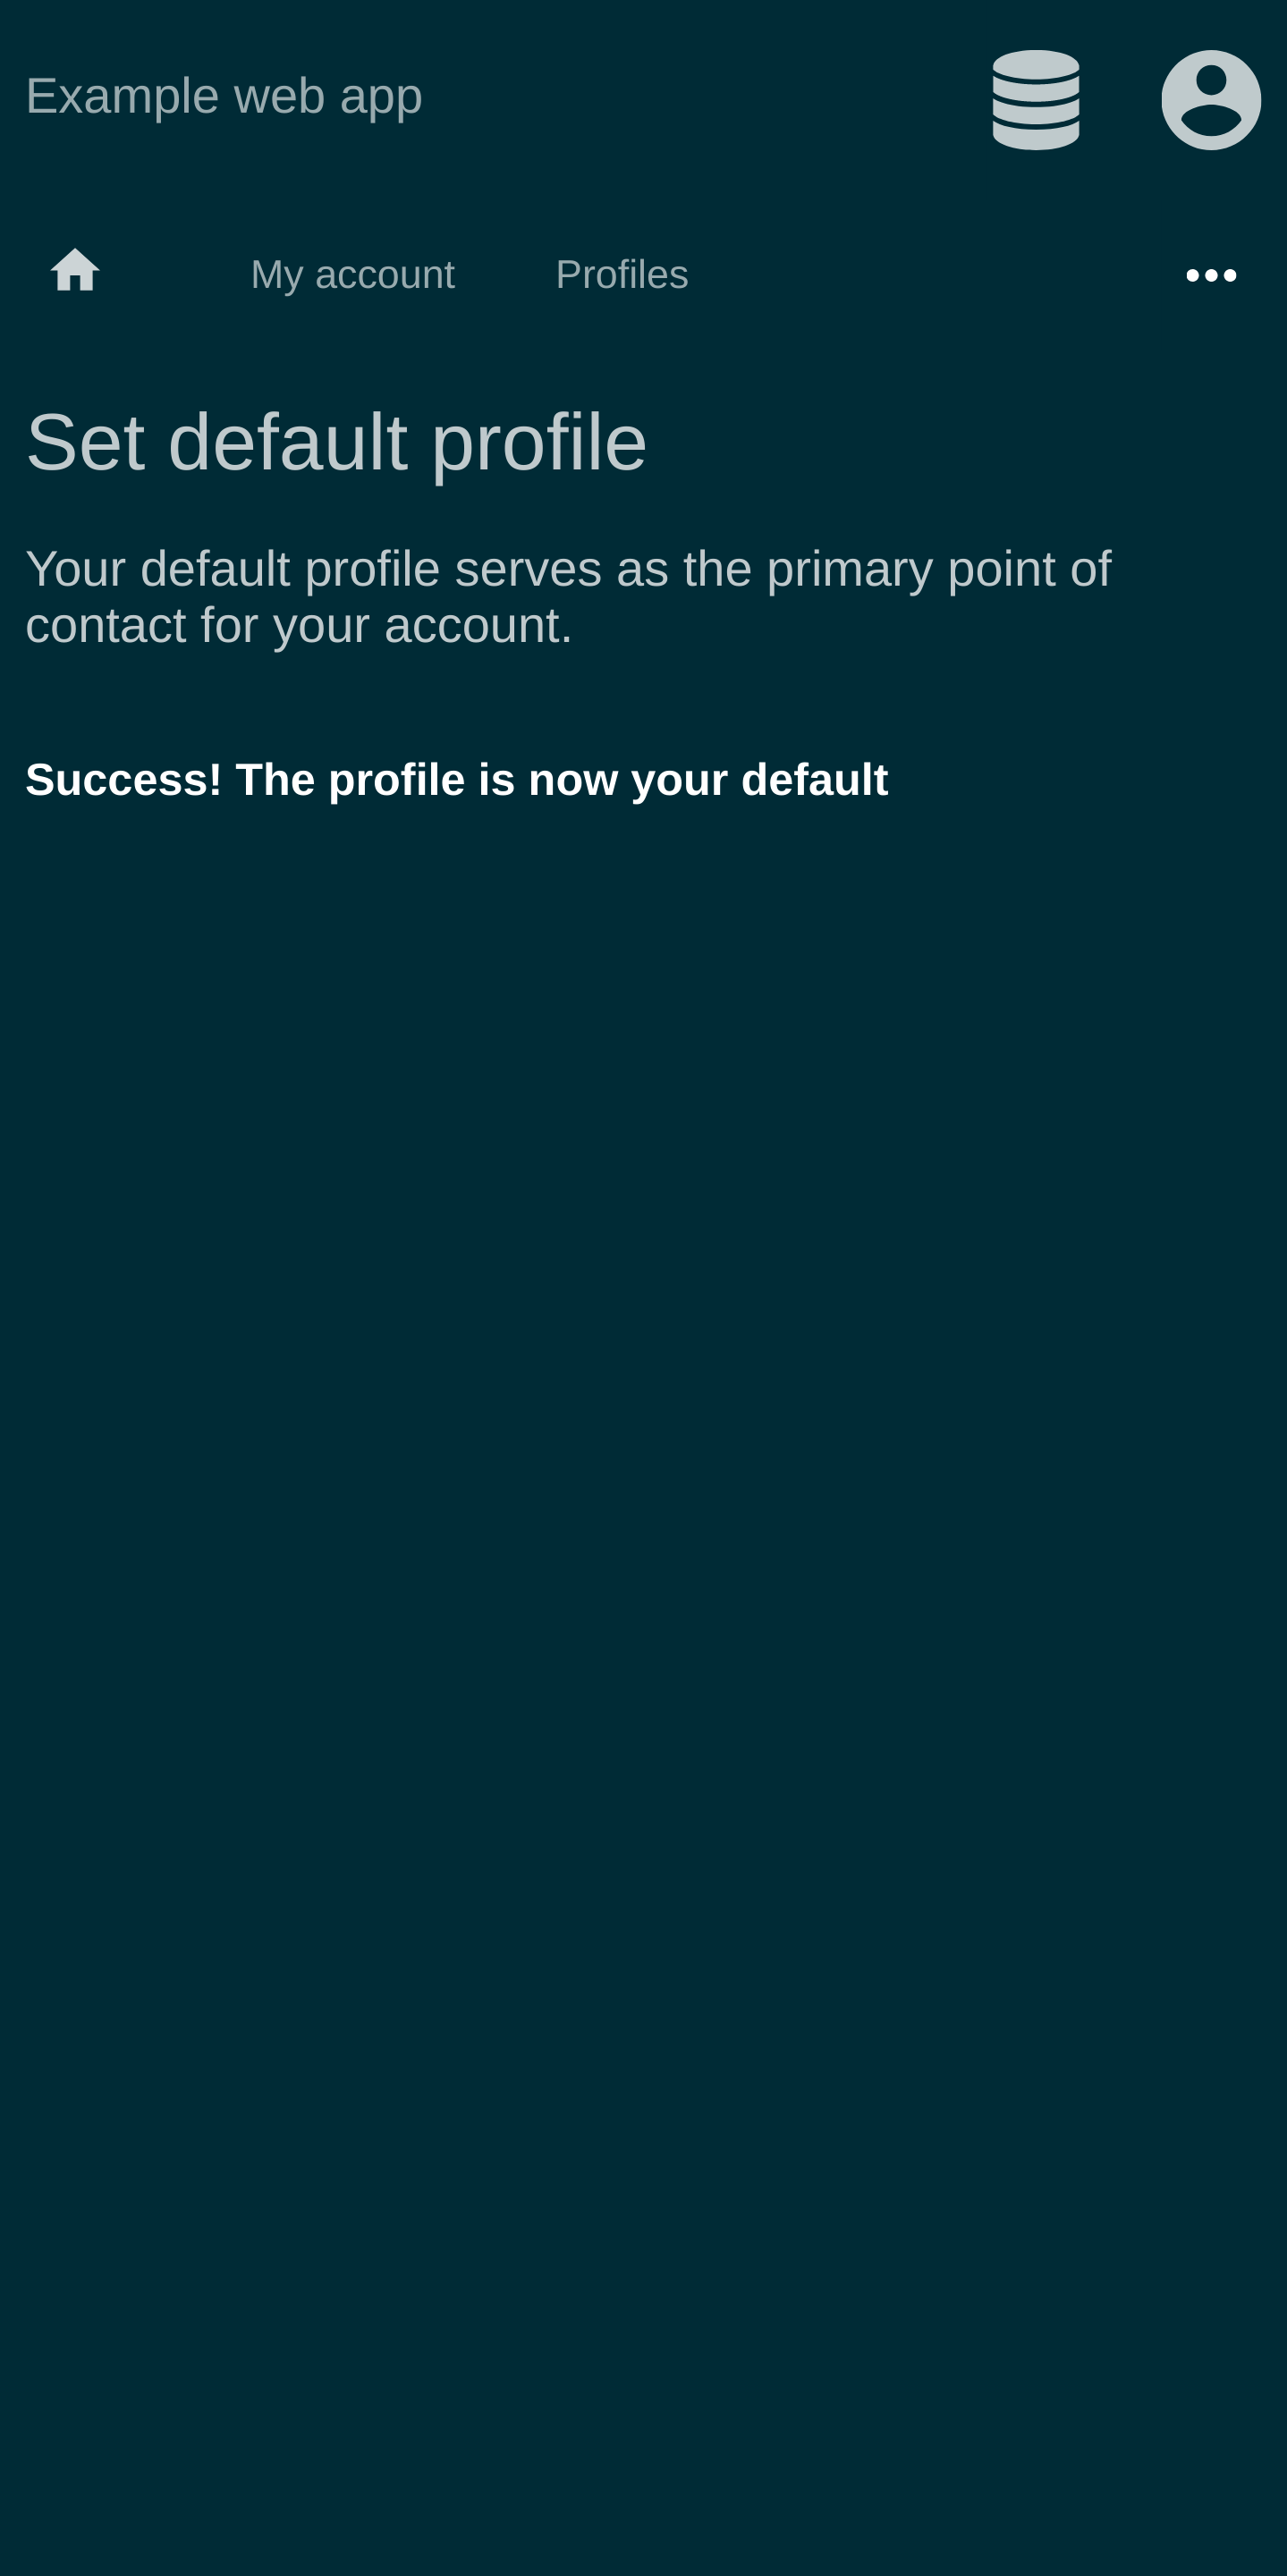 Example web app
My account Profiles
Set default profile
Your default profile serves as the primary point of
contact for your account.
Success! The profile is now your default